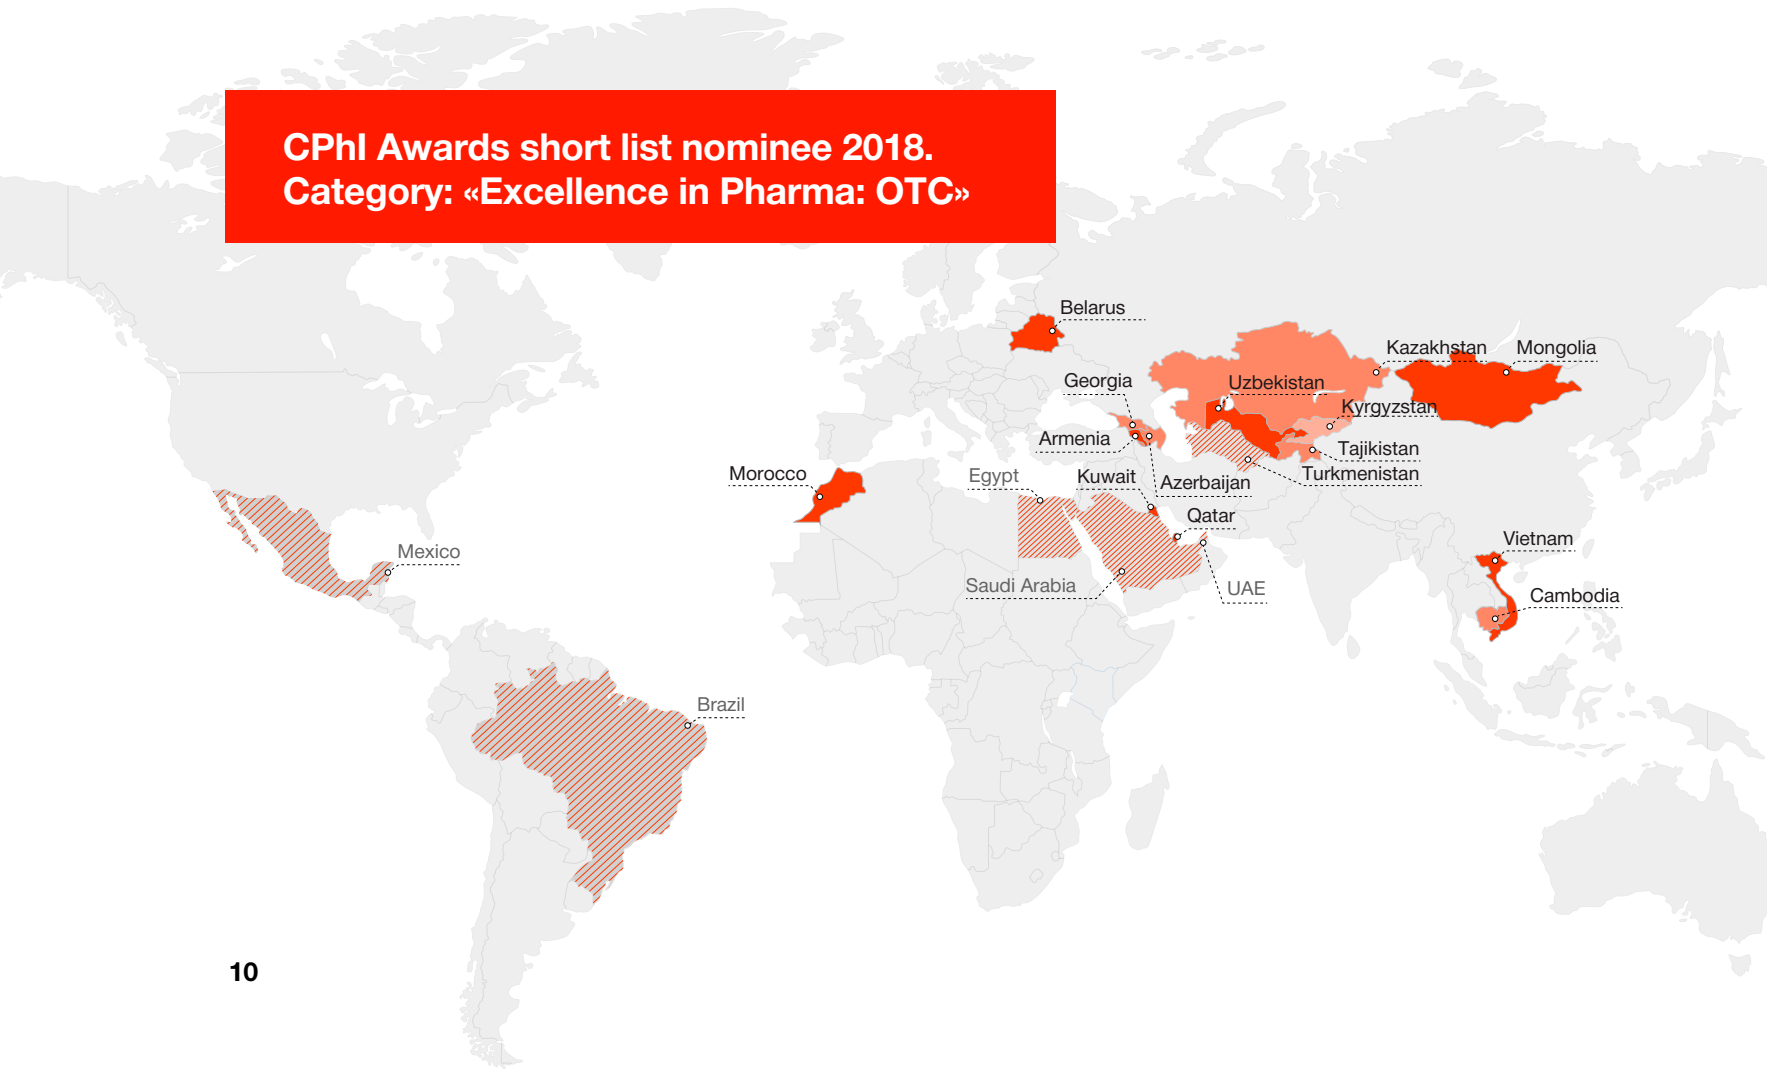 CPhI Awards short list nominee 2018.
Category: «Excellence in Pharma: OTC»
Belarus
Kazakhstan
Mongolia
Georgia
Uzbekistan
Kyrgyzstan
Armenia
Tajikistan
Morocco
Egypt
Kuwait
Azerbaijan
Turkmenistan
Qatar
Vietnam
Mexico
Saudi Arabia
UAE
Cambodia
Brazil
10